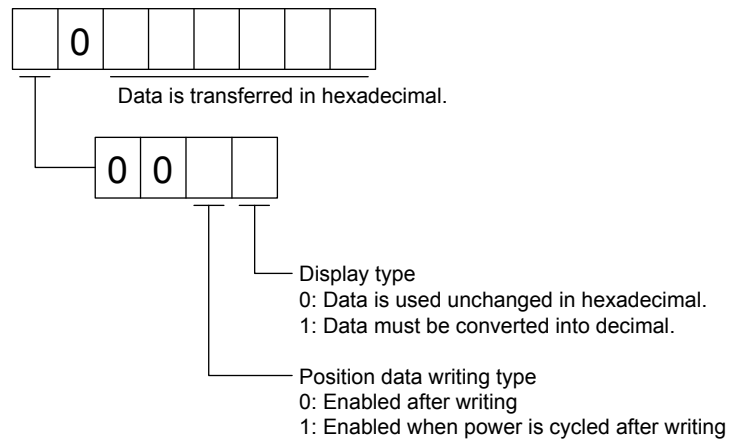 0
Data is transferred in hexadecimal.
0 0
Display type
0: Data is used unchanged in hexadecimal.
1: Data must be converted into decimal.
Position data writing type
0: Enabled after writing
1: Enabled when power is cycled after writing